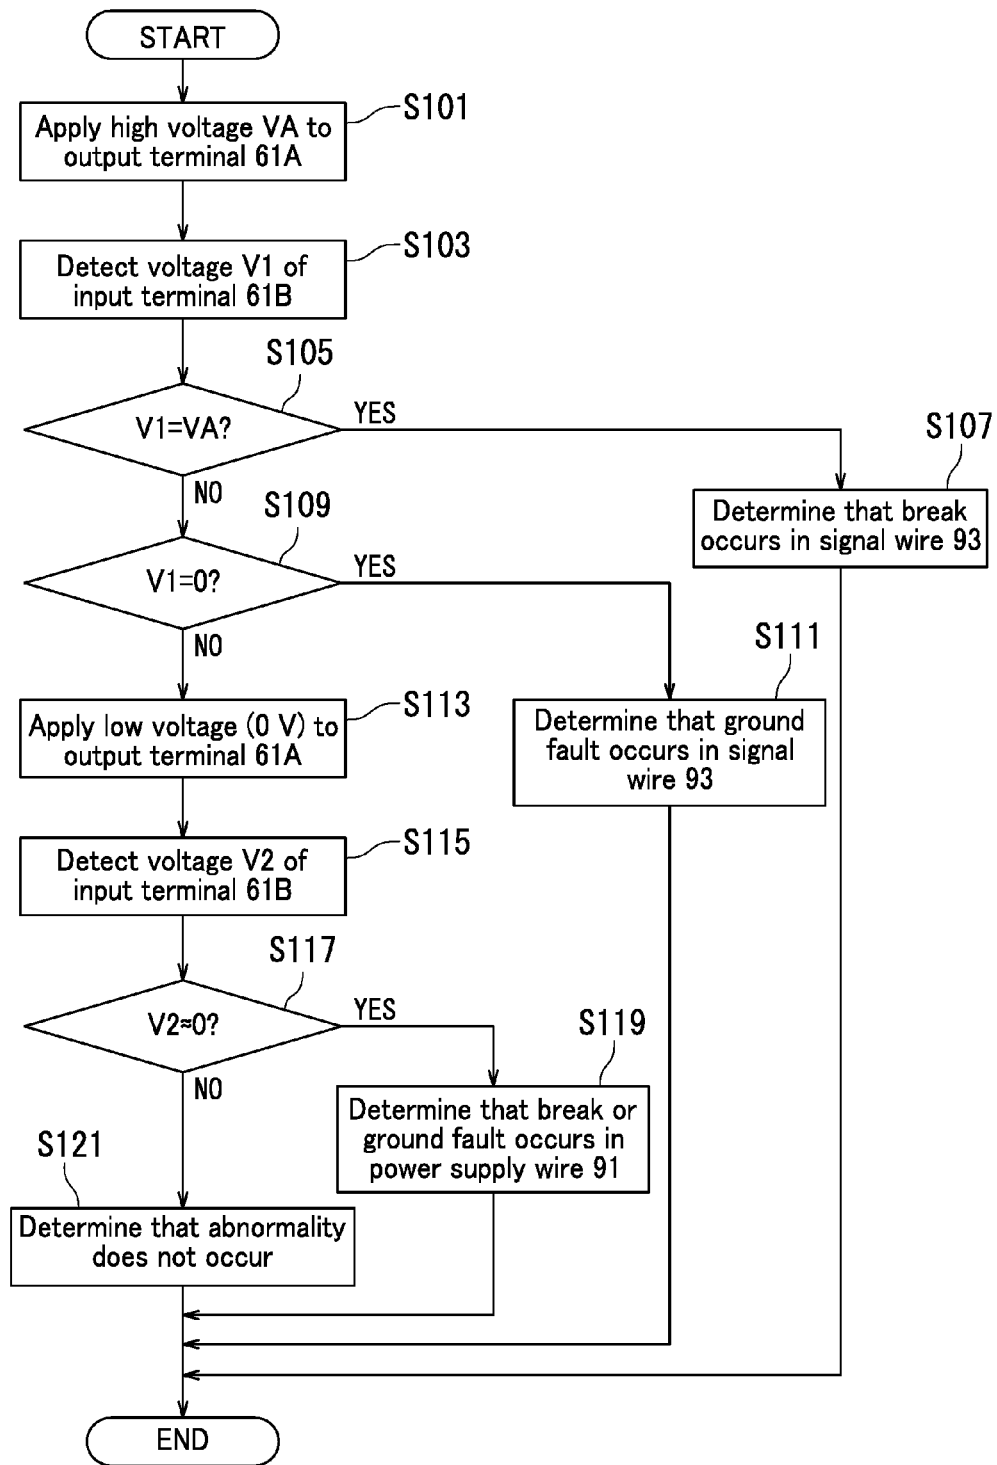 START
S101
Apply high voltage VA to
output terminal 61A
S103
Detect voltage V1 of
input terminal 61B
S105
V1=VA?
YES
NO
S107
Determine that break
occurs in signal wire 93
S109
V1=0?
YES
NO
S111
Determine that ground
fault occurs in signal
wire 93
S113
Apply low voltage (0 V) to
output terminal 61A
S115
Detect voltage V2 of
input terminal 61B
S117
V2≈0?
YES
NO
S119
Determine that break or
ground fault occurs in
power supply wire 91
S121
Determine that abnormality
does not occur
END